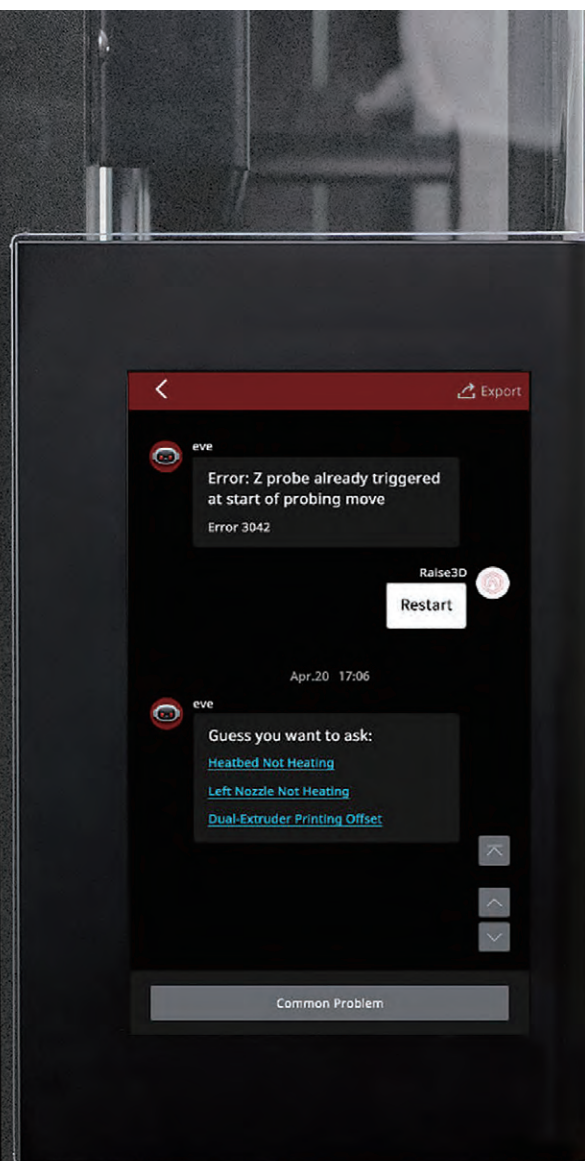 Export
eve
Error: Z probe already triggered
at start of probing move
Error 3042
Raise3D
Restart
Apr.20 17:06
eve
Guess you want to ask:
Heatbed Not Heating
Left Nozzle Not Heating
Dual-Extruder Printing Offset
Common Problem